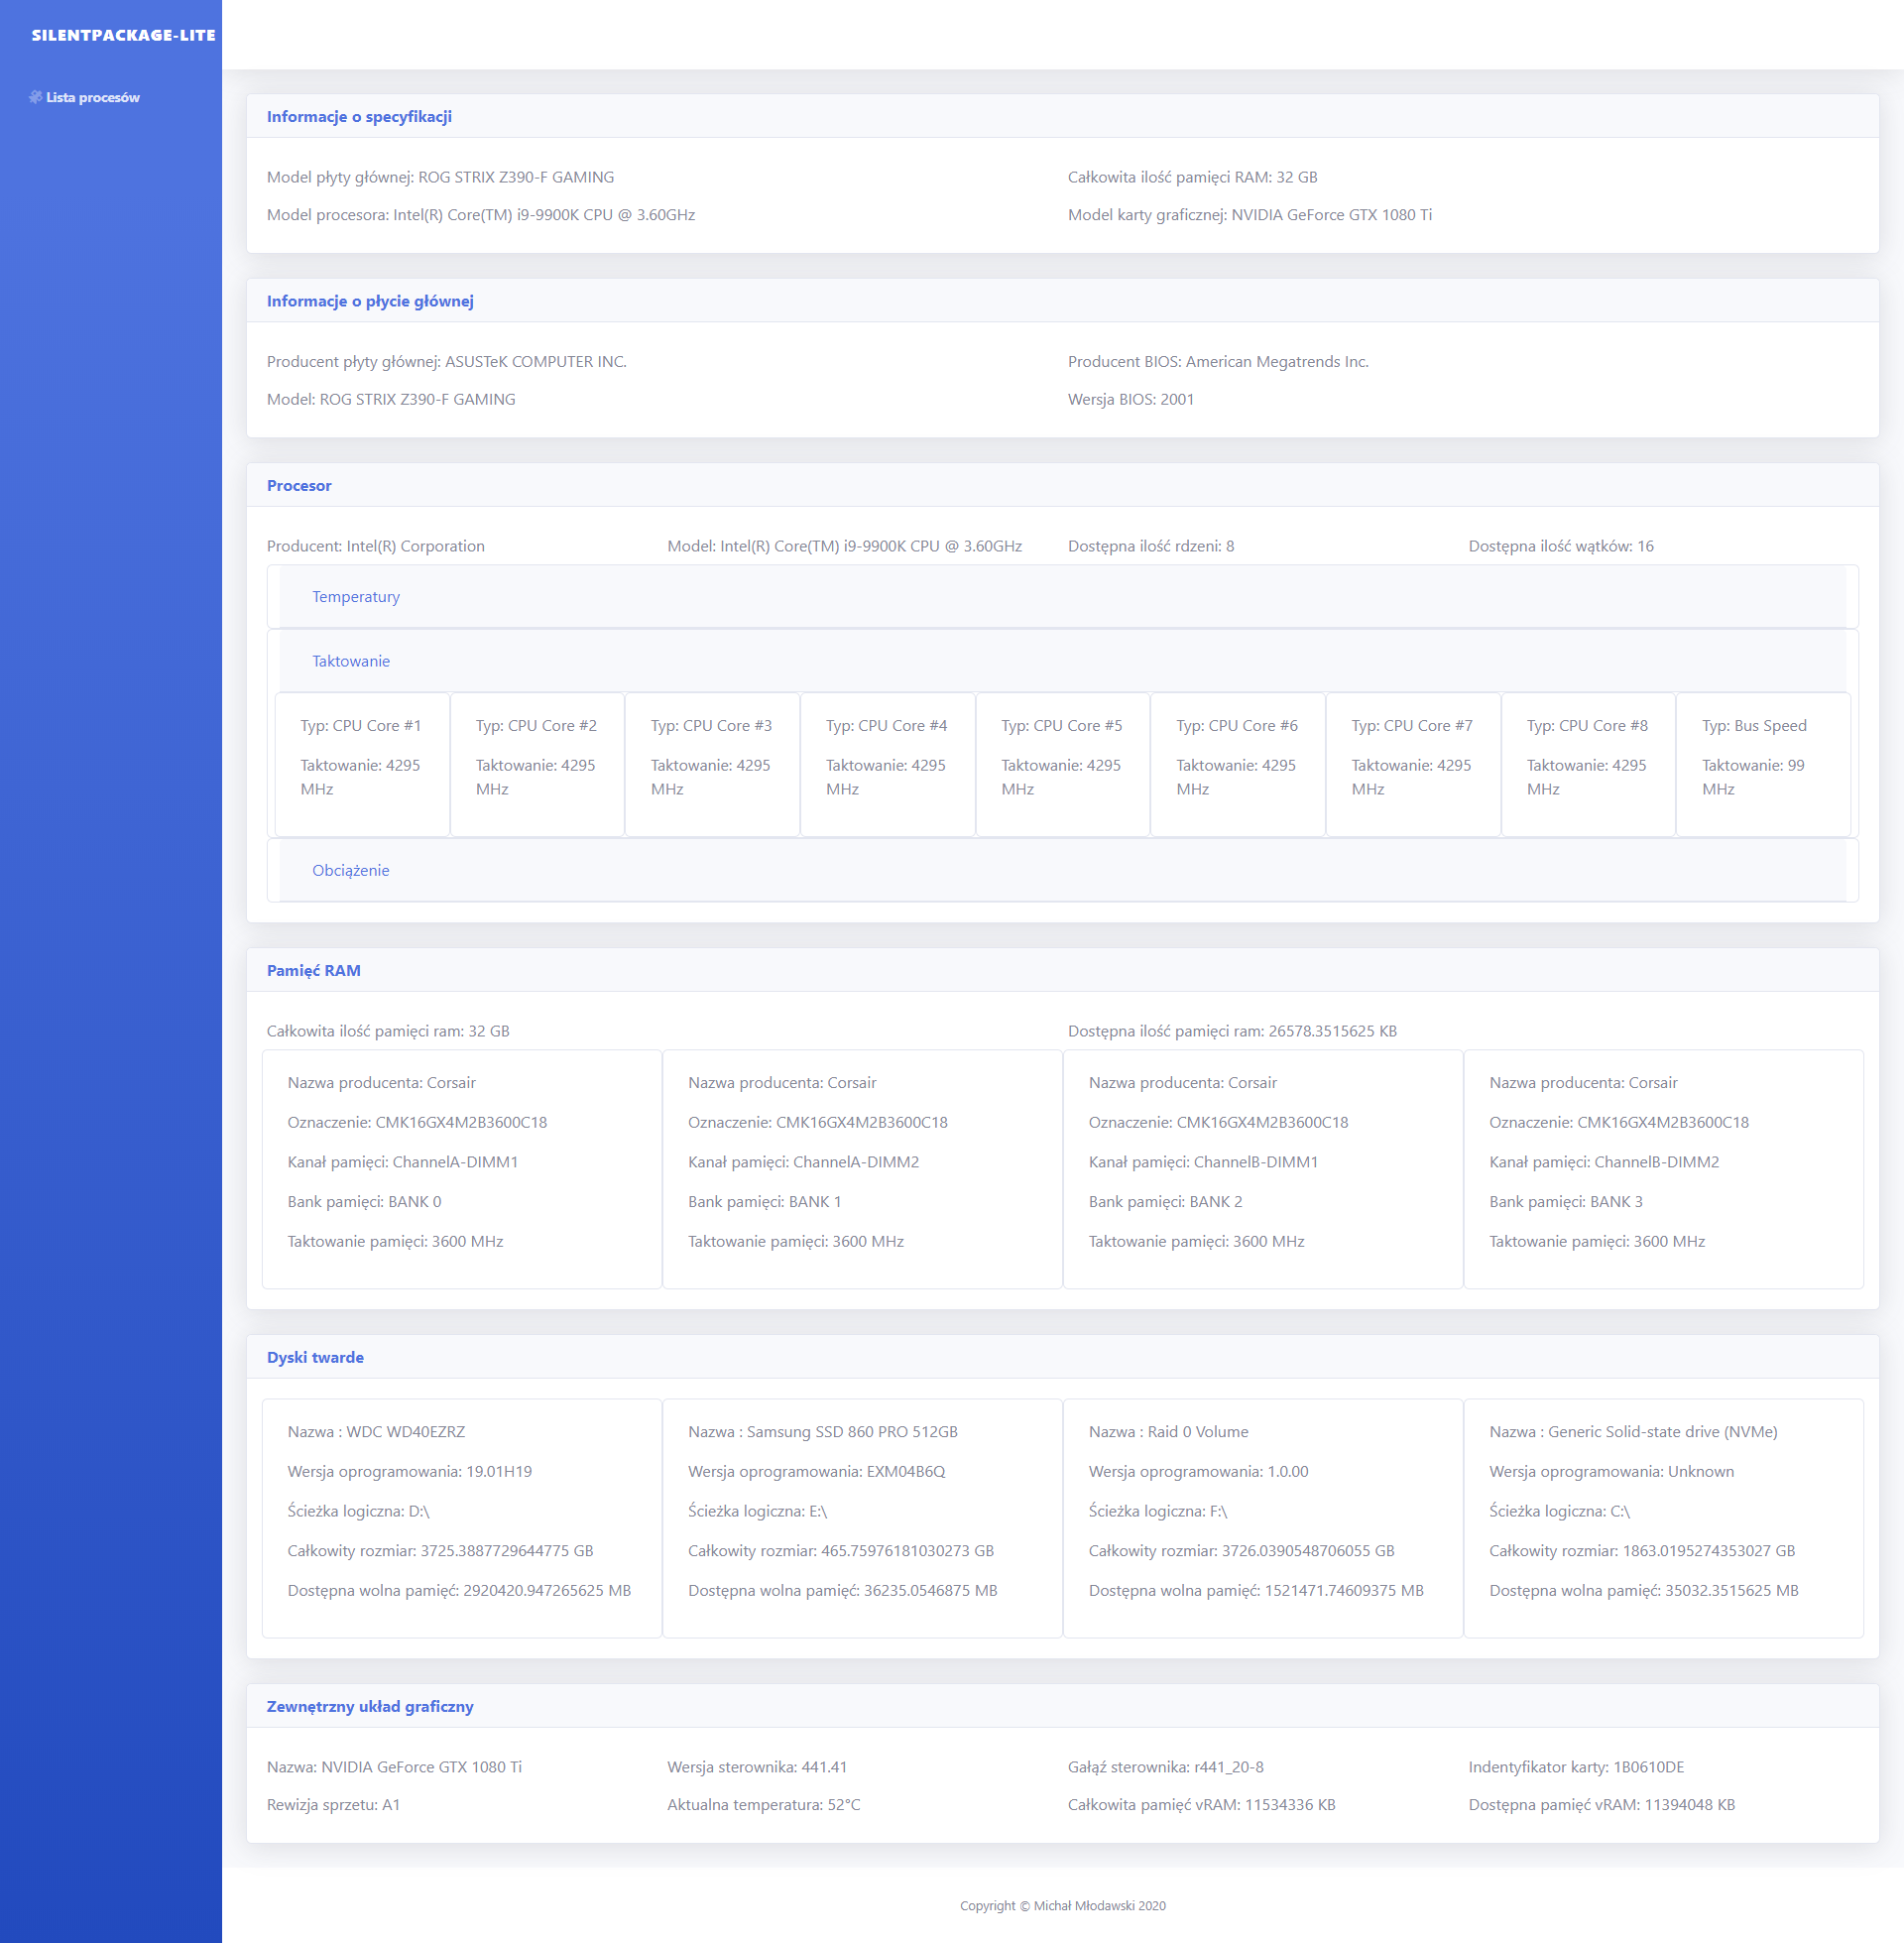 SILENTPACKAGE-LITE
Lista procesów
Informacje o specyfikacji
Model płyty głównej: ROG STRIX Z390-F GAMING
Całkowita ilość pamięci RAM: 32 GB
Model procesora: Intel(R) Core(TM) i9-9900K CPU @ 3.60GHz
Model karty graficznej: NVIDIA GeForce GTX 1080 Ti
Informacje o płycie głównej
Producent płyty głównej: ASUSTeK COMPUTER INC.
Producent BIOS: American Megatrends Inc.
Model: ROG STRIX Z390-F GAMING
Wersja BIOS: 2001
Procesor
Producent: Intel(R) Corporation
Model: Intel(R) Core(TM) i9-9900K CPU @ 3.60GHz
Dostępna ilość rdzeni: 8
Dostępna ilość wątków: 16
Temperatury
Taktowanie
Typ: CPU Core #1
Taktowanie: 4295
MHz
Typ: CPU Core #2
Taktowanie: 4295
MHz
Typ: CPU Core #3
Taktowanie: 4295
MHz
Typ: CPU Core #4
Taktowanie: 4295
MHz
Typ: CPU Core #5
Taktowanie: 4295
MHz
Typ: CPU Core #6
Taktowanie: 4295
MHz
Typ: CPU Core #7
Taktowanie: 4295
MHz
Typ: CPU Core #8
Taktowanie: 4295
MHz
Typ: Bus Speed
Taktowanie: 99
MHz
Obciążenie
Pamięć RAM
Całkowita ilość pamięci ram: 32 GB
Dostępna ilość pamięci ram: 26578.3515625 KB
Nazwa producenta: Corsair
Oznaczenie: CMK16GX4M2B3600C18
Kanał pamięci: ChannelA-DIMM1
Bank pamięci: BANK 0
Taktowanie pamięci: 3600 MHz
Nazwa producenta: Corsair
Oznaczenie: CMK16GX4M2B3600C18
Kanał pamięci: ChannelA-DIMM2
Bank pamięci: BANK 1
Taktowanie pamięci: 3600 MHz
Nazwa producenta: Corsair
Oznaczenie: CMK16GX4M2B3600C18
Kanał pamięci: ChannelB-DIMM1
Bank pamięci: BANK 2
Taktowanie pamięci: 3600 MHz
Nazwa producenta: Corsair
Oznaczenie: CMK16GX4M2B3600C18
Kanał pamięci: ChannelB-DIMM2
Bank pamięci: BANK 3
Taktowanie pamięci: 3600 MHz
Dyski twarde
Nazwa : WDC WD40EZRZ
Wersja oprogramowania: 19.01H19
Ścieżka logiczna: D:\
Całkowity rozmiar: 3725.3887729644775 GB
Dostępna wolna pamięć: 2920420.947265625 MB
Nazwa : Samsung SSD 860 PRO 512GB
Wersja oprogramowania: EXM04B6Q
Ścieżka logiczna: E:\
Całkowity rozmiar: 465.75976181030273 GB
Dostępna wolna pamięć: 36235.0546875 MB
Nazwa : Raid 0 Volume
Wersja oprogramowania: 1.0.00
Ścieżka logiczna: F:\
Całkowity rozmiar: 3726.0390548706055 GB
Dostępna wolna pamięć: 1521471.74609375 MB
Nazwa : Generic Solid-state drive (NVMe)
Wersja oprogramowania: Unknown
Ścieżka logiczna: C:\
Całkowity rozmiar: 1863.0195274353027 GB
Dostępna wolna pamięć: 35032.3515625 MB
Zewnętrzny układ graficzny
Nazwa: NVIDIA GeForce GTX 1080 Ti
Wersja sterownika: 441.41
Gałąź sterownika: r441_20-8
Indentyfikator karty: 1B0610DE
Rewizja sprzetu: A1
Aktualna temperatura: 52°C
Całkowita pamięć vRAM: 11534336 KB
Dostępna pamięć vRAM: 11394048 KB
Copyright © Michał Młodawski 2020